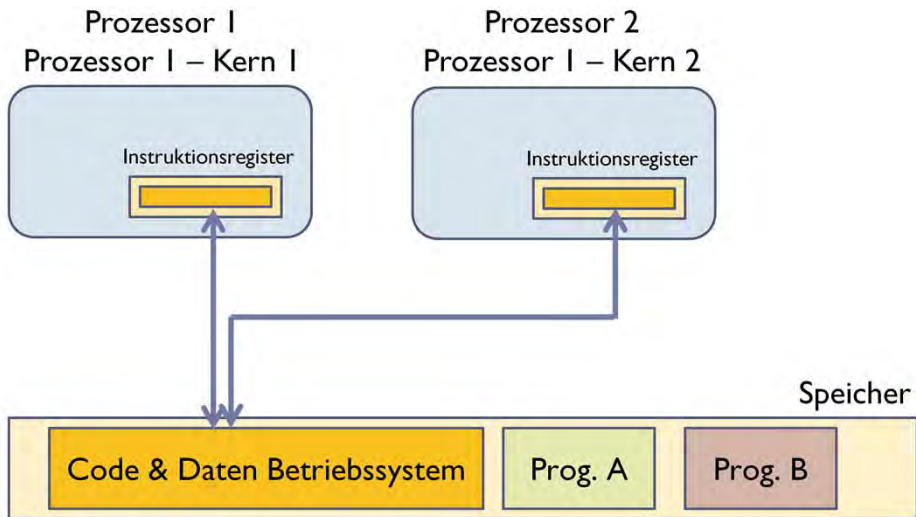 Prozessor 1
Prozessor 1 – Kern 1
Prozessor 2
Prozessor 1 – Kern 2
Instruktionsregister
Instruktionsregister
Speicher
Code & Daten Betriebssystem
Prog. A
Prog. B